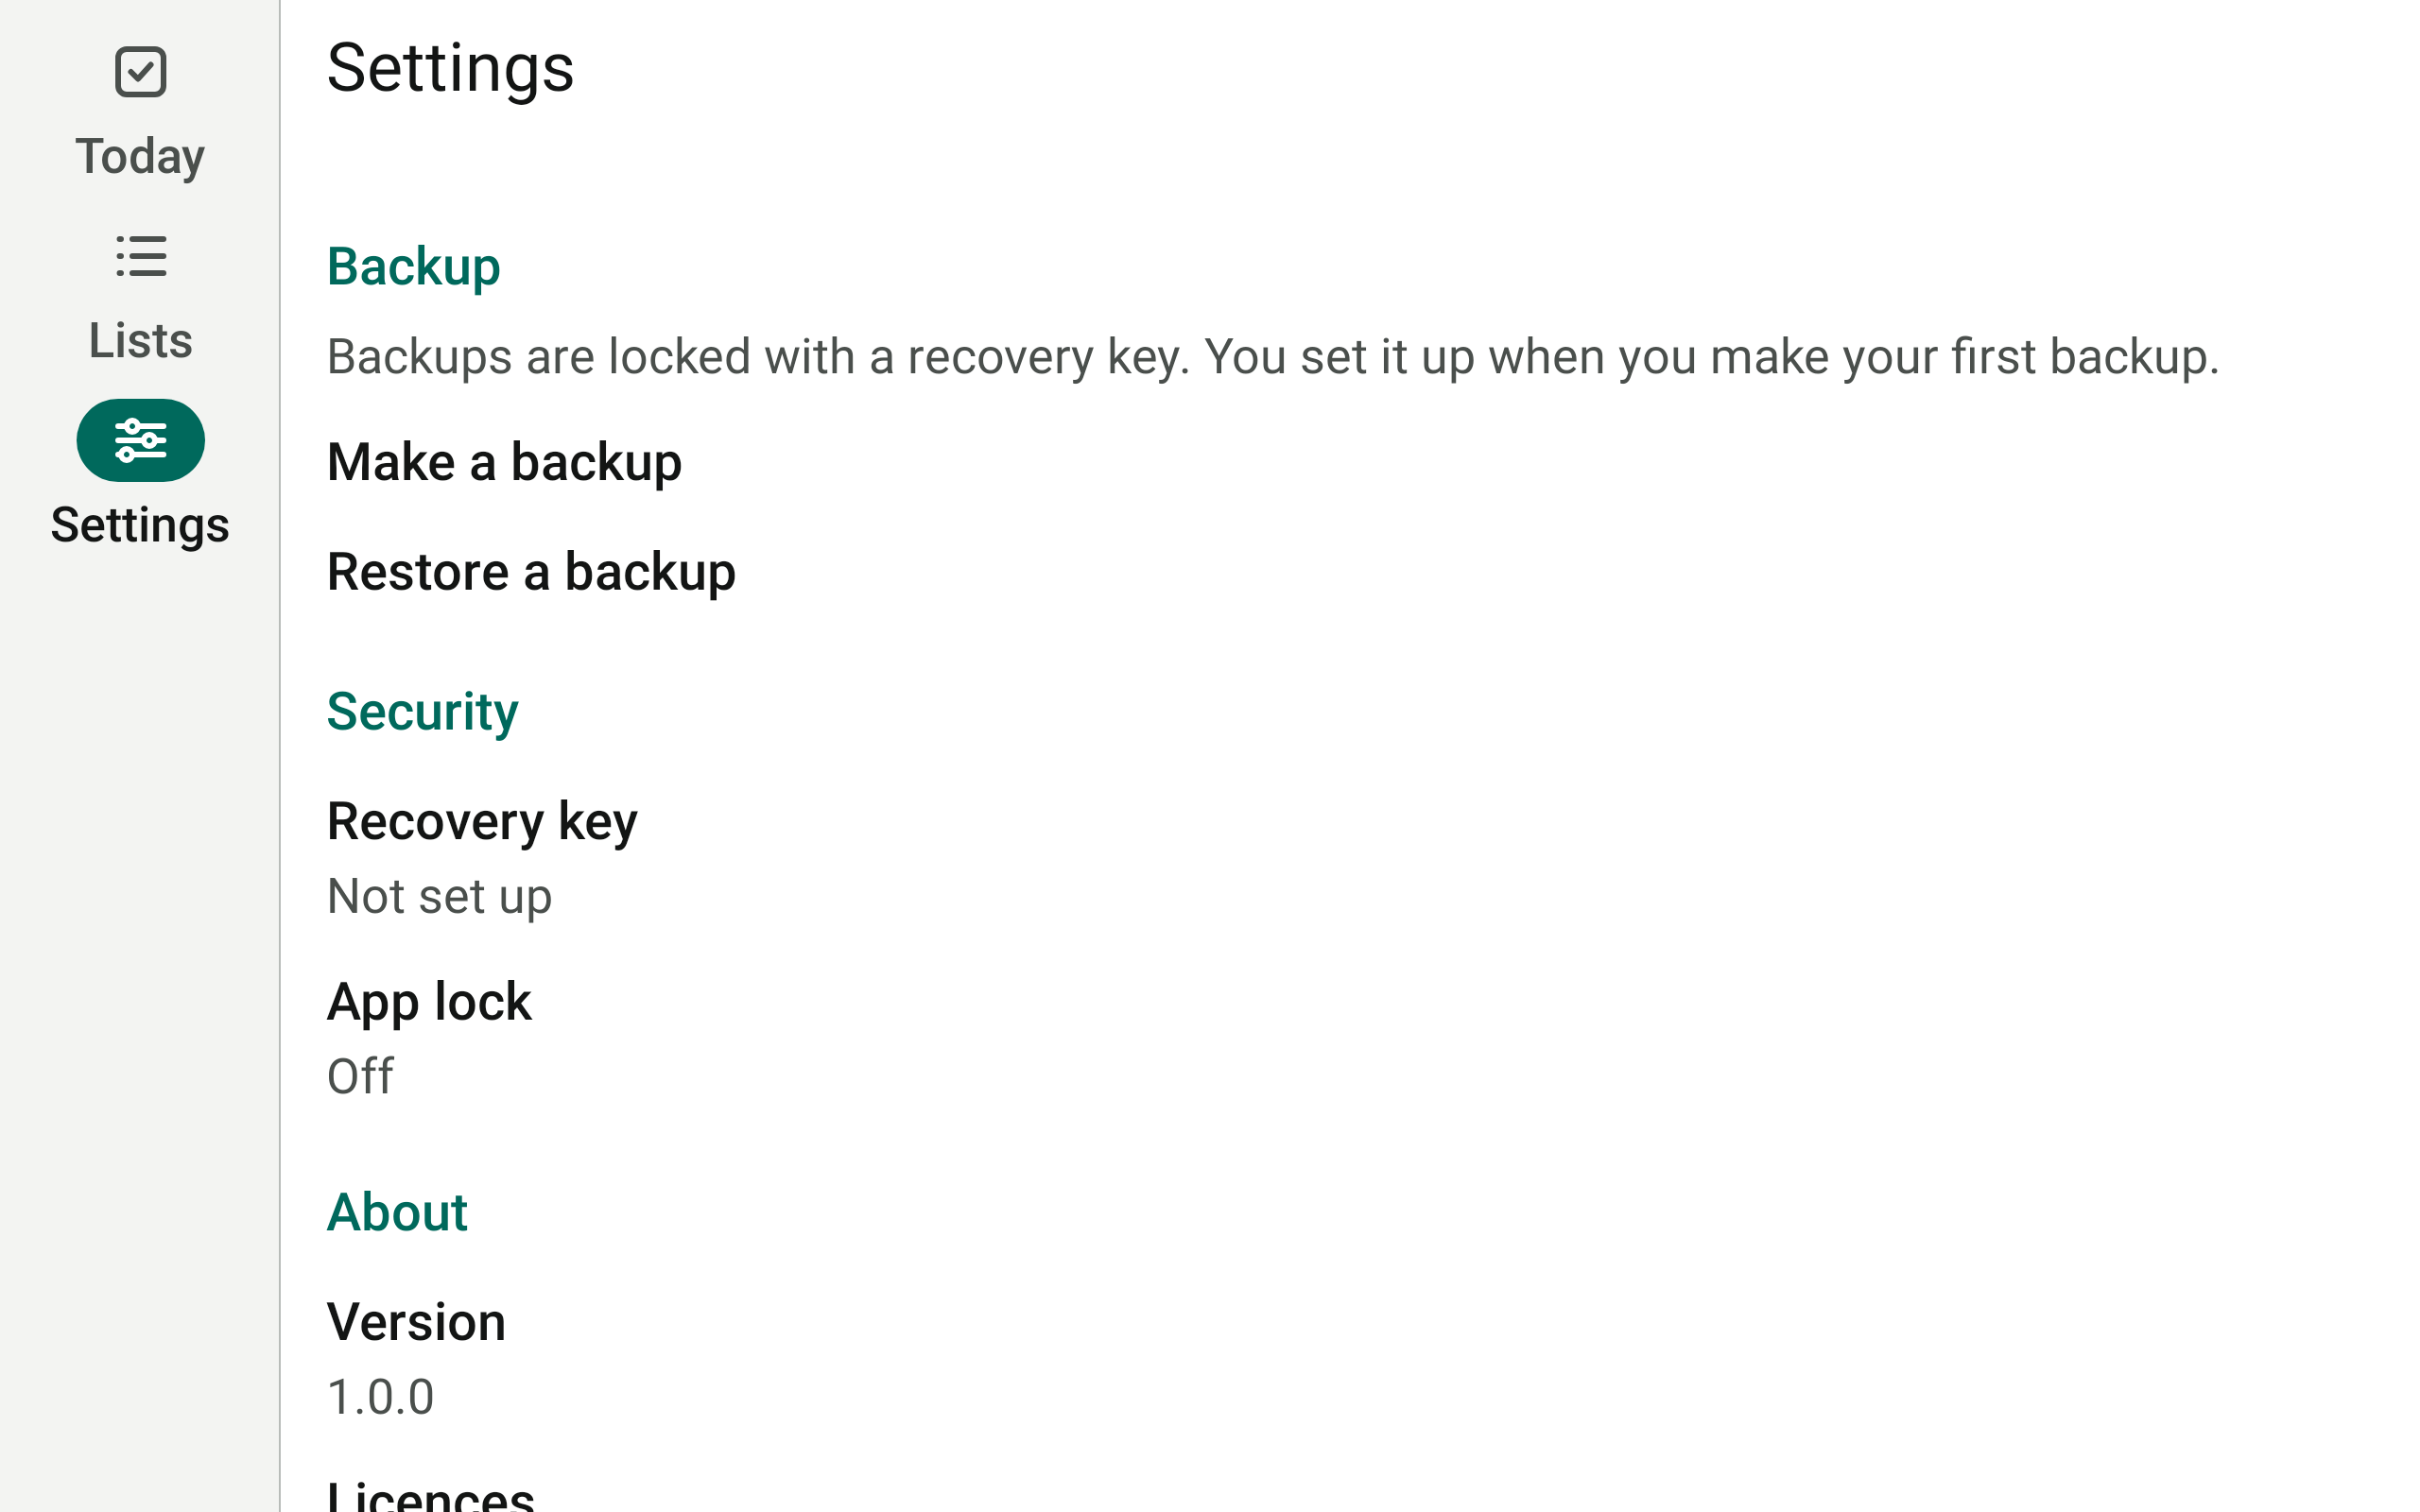 Today
Lists
Settings
Settings
Backup
Backups are locked with a recovery key. You set it up when you make your first backup.
Make a backup
Restore a backup
Security
Recovery key
Not set up
App lock
Off
About
Version
1.0.0
Licences